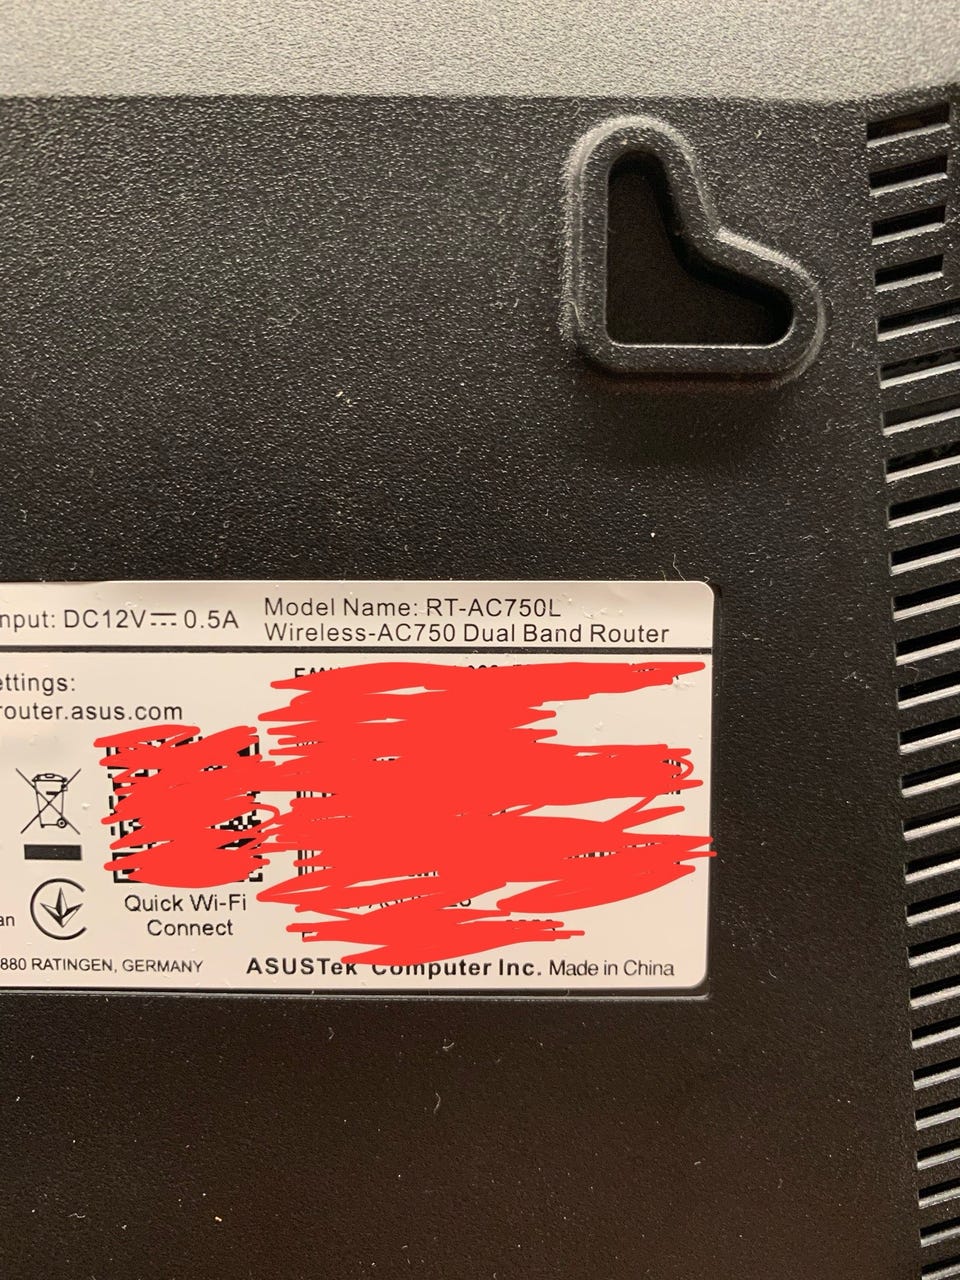 nput: DC12V⎓ 0.5A
Model Name: RT-AC750L
Wireless-AC750 Dual Band Router
ettings:
router.asus.com
Quick Wi-Fi
Connect
an
880 RATINGEN, GERMANY
ASUSTek Computer Inc. Made in China